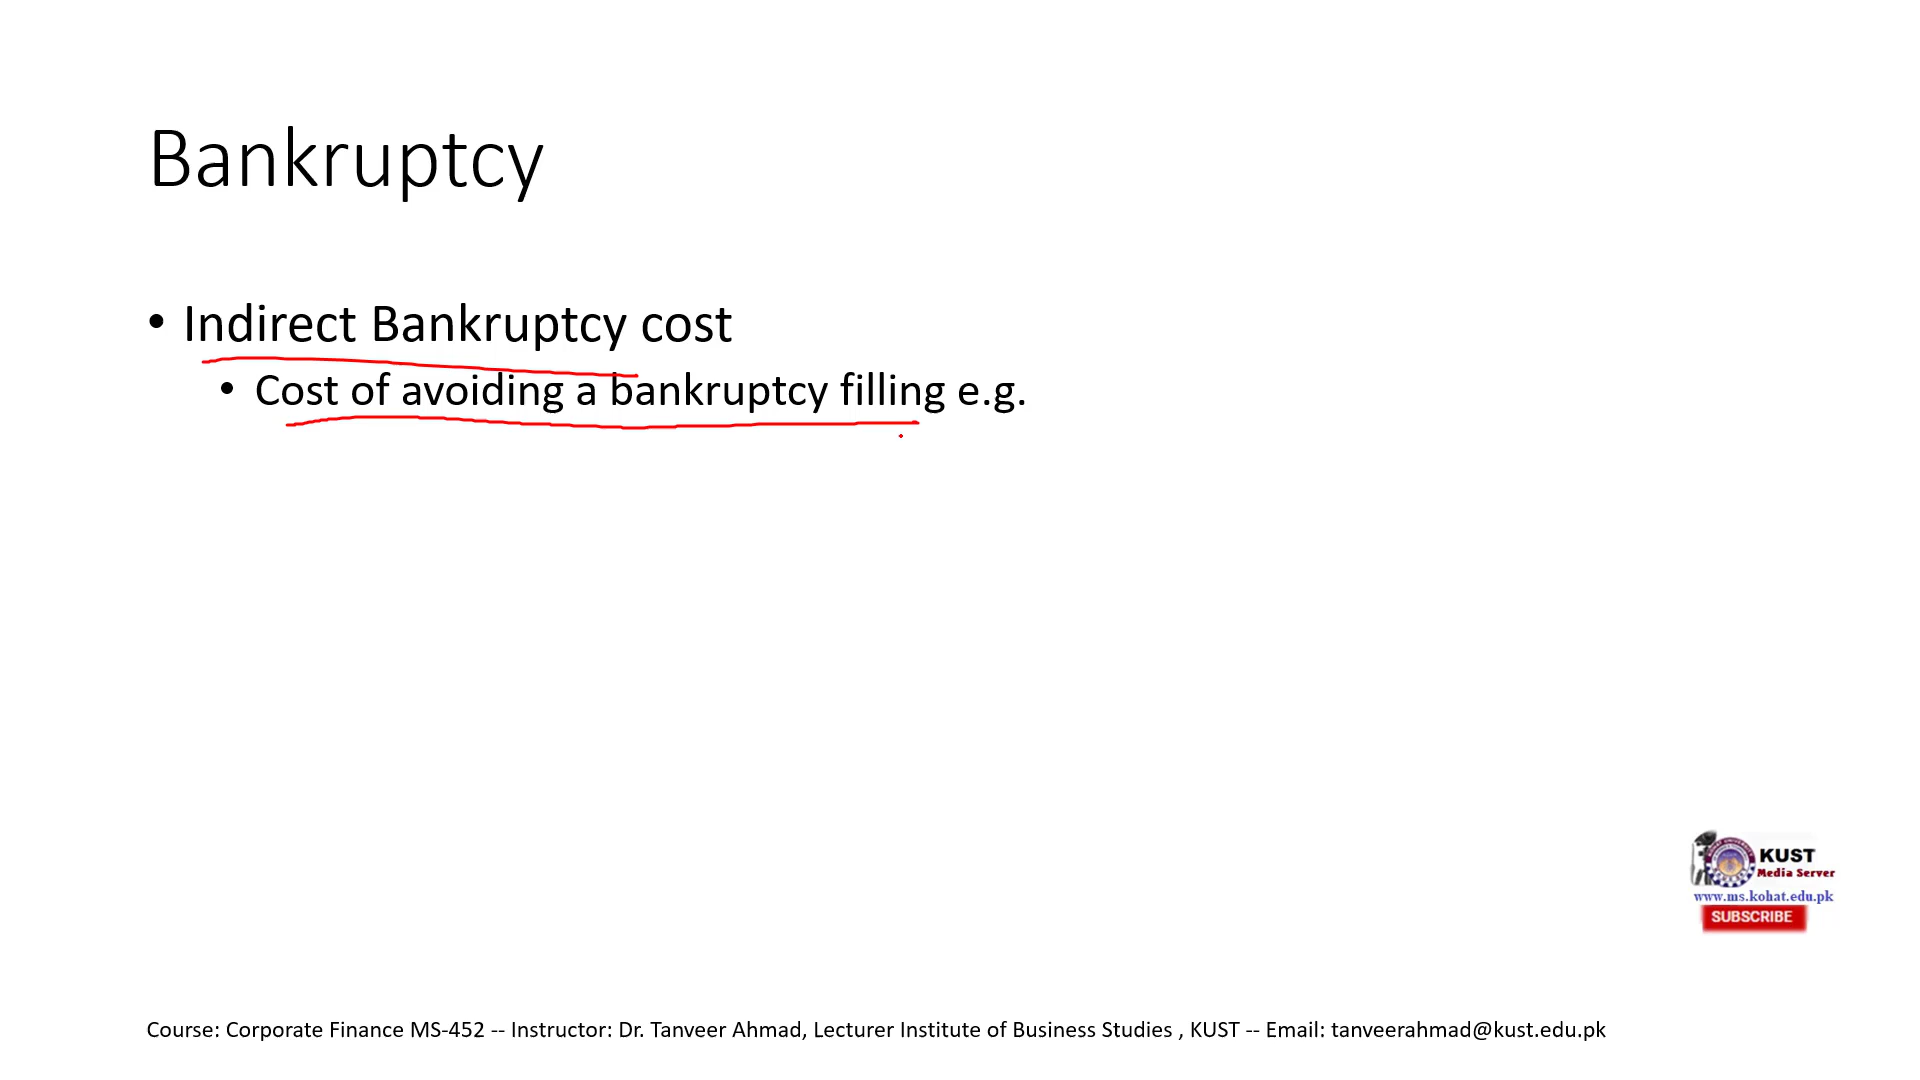 Bankruptcy
• Indirect Bankruptcy cost
• Cost of avoiding a bankruptcy filling e.g.
KUST
Media Server
www.ms.kohat.edu.pk
SUBSCRIBE
Course: Corporate Finance MS-452 -- Instructor: Dr. Tanveer Ahmad, Lecturer Institute of Business Studies , KUST -- Email: tanveerahmad@kust.edu.pk